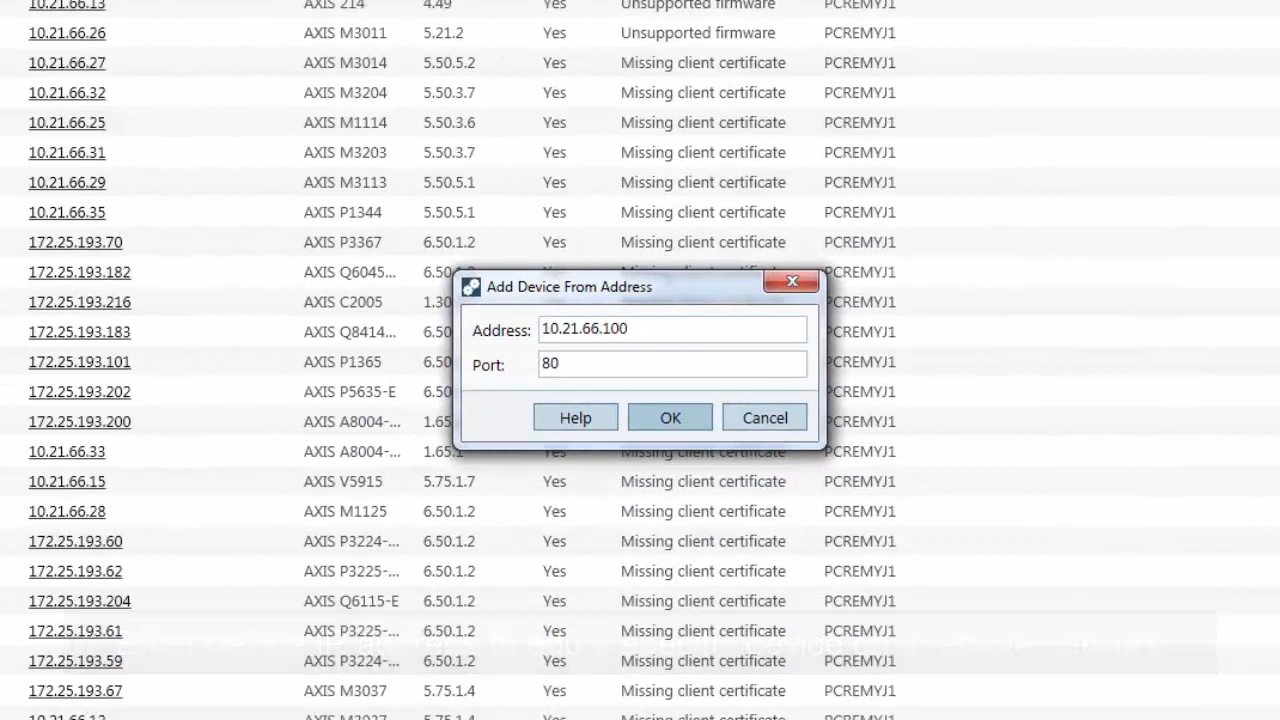 10.21.66.13 AXIS 214 4.49 Yes Unsupported firmware PCREMYJ1
10.21.66.26 AXIS M3011 5.21.2 Yes Unsupported firmware PCREMYJ1
10.21.66.27 AXIS M3014 5.50.5.2 Yes Missing client certificate PCREMYJ1
10.21.66.32 AXIS M3204 5.50.3.7 Yes Missing client certificate PCREMYJ1
10.21.66.25 AXIS M1114 5.50.3.6 Yes Missing client certificate PCREMYJ1
10.21.66.31 AXIS M3203 5.50.3.7 Yes Missing client certificate PCREMYJ1
10.21.66.29 AXIS M3113 5.50.5.1 Yes Missing client certificate PCREMYJ1
10.21.66.35 AXIS P1344 5.50.5.1 Yes Missing client certificate PCREMYJ1
172.25.193.70 AXIS P3367 6.50.1.2 Yes Missing client certificate PCREMYJ1
172.25.193.182 AXIS Q6045... PCREMYJ1
Add Device From Address
172.25.193.216 AXIS C2005 PCREMYJ1
Address: 10.21.66.100
172.25.193.183 AXIS Q8414... PCREMYJ1
172.25.193.101 AXIS P1365 PCREMYJ1
Port: 80
172.25.193.202 AXIS P5635-E PCREMYJ1
172.25.193.200 AXIS A8004-... PCREMYJ1
Help OK Cancel
10.21.66.33 AXIS A8004-... Yes Missing client certificate PCREMYJ1
10.21.66.15 AXIS V5915 5.75.1.7 Yes Missing client certificate PCREMYJ1
10.21.66.28 AXIS M1125 6.50.1.2 Yes Missing client certificate PCREMYJ1
172.25.193.60 AXIS P3224-... 6.50.1.2 Yes Missing client certificate PCREMYJ1
172.25.193.62 AXIS P3225-... 6.50.1.2 Yes Missing client certificate PCREMYJ1
172.25.193.204 AXIS Q6115-E 6.50.1.2 Yes Missing client certificate PCREMYJ1
172.25.193.61 AXIS P3225-... 6.50.1.2 Yes Missing client certificate PCREMYJ1
172.25.193.59 AXIS P3224-... 6.50.1.2 Yes Missing client certificate PCREMYJ1
172.25.193.67 AXIS M3037 5.75.1.4 Yes Missing client certificate PCREMYJ1